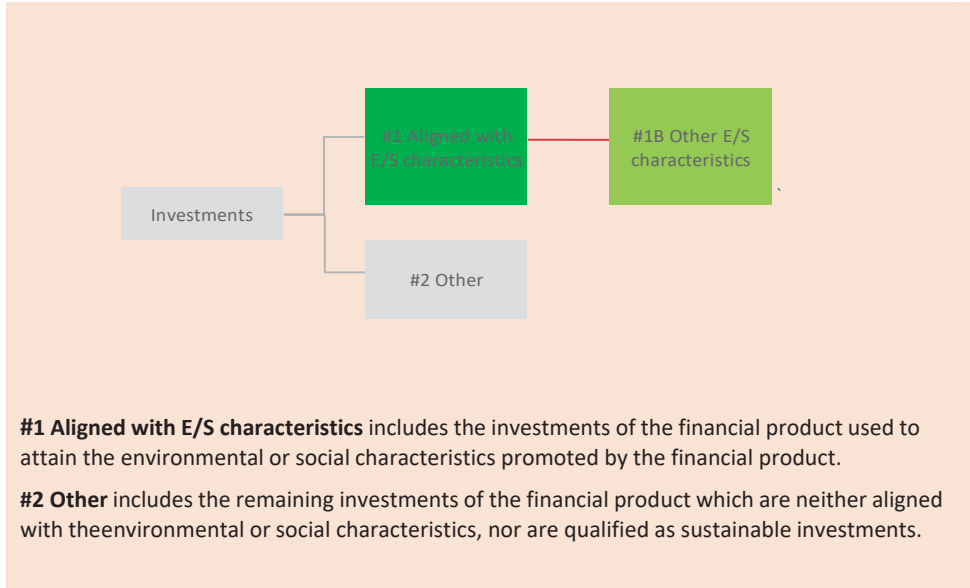 #1 Aligned with
E/S characteristics
#1B Other E/S
characteristics
`
Investments
#2 Other
#1 Aligned with E/S characteristics includes the investments of the financial product used to
attain the environmental or social characteristics promoted by the financial product.
#2 Other includes the remaining investments of the financial product which are neither aligned
with theenvironmental or social characteristics, nor are qualified as sustainable investments.